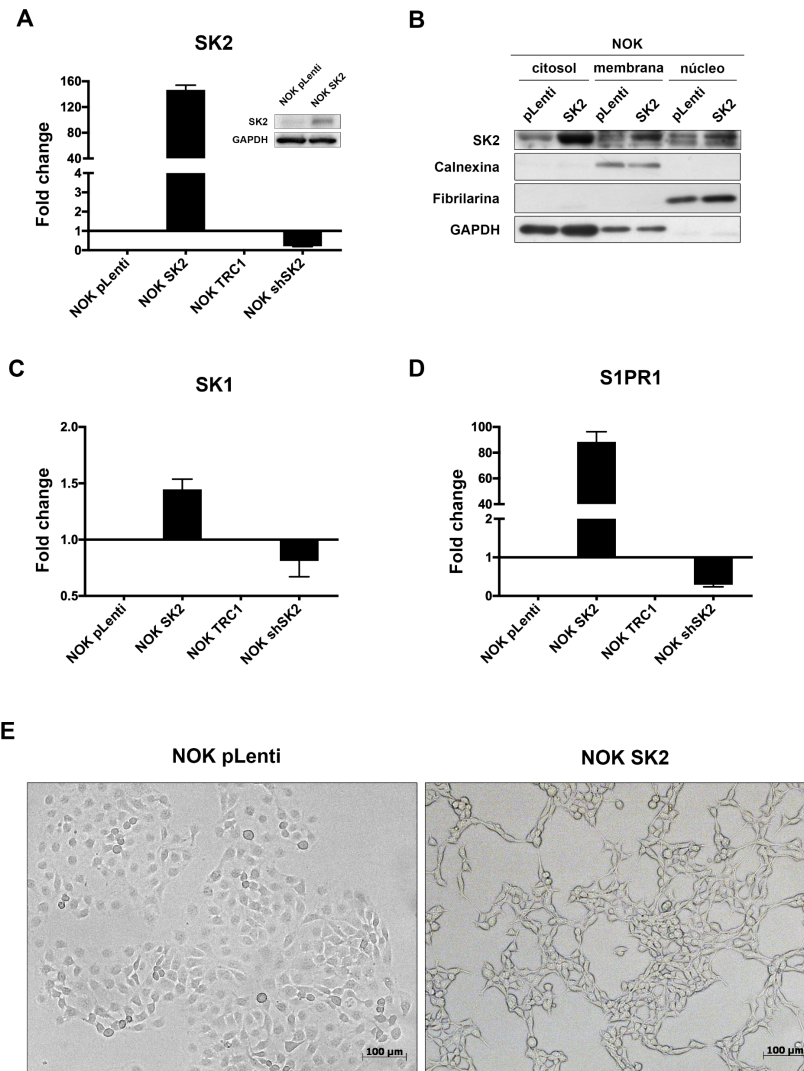 A
SK2
Fold change
160
120
80
40
4
3
2
1
0
NOK pLenti
NOK SK2
NOK TRC1
NOK shSK2
NOK pLenti
NOK SK2
SK2
GAPDH
B
NOK
citosol membrana núcleo
pLenti SK2 pLenti SK2 pLenti SK2
SK2
Calnexina
Fibrilarina
GAPDH
C
SK1
Fold change
2.0
1.5
1.0
0.5
NOK pLenti
NOK SK2
NOK TRC1
NOK shSK2
D
S1PR1
Fold change
100
80
60
40
2
1
0
NOK pLenti
NOK SK2
NOK TRC1
NOK shSK2
E
NOK pLenti
NOK SK2
100 µm
100 µm